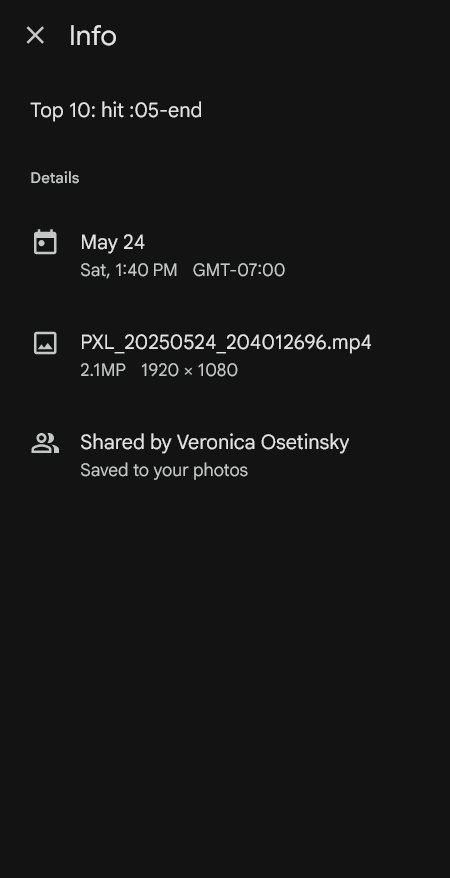 Info
Top 10: hit :05-end
Details
May 24
Sat, 1:40 PM GMT-07:00
PXL_20250524_204012696.mp4
2.1MP 1920 × 1080
Shared by Veronica Osetinsky
Saved to your photos